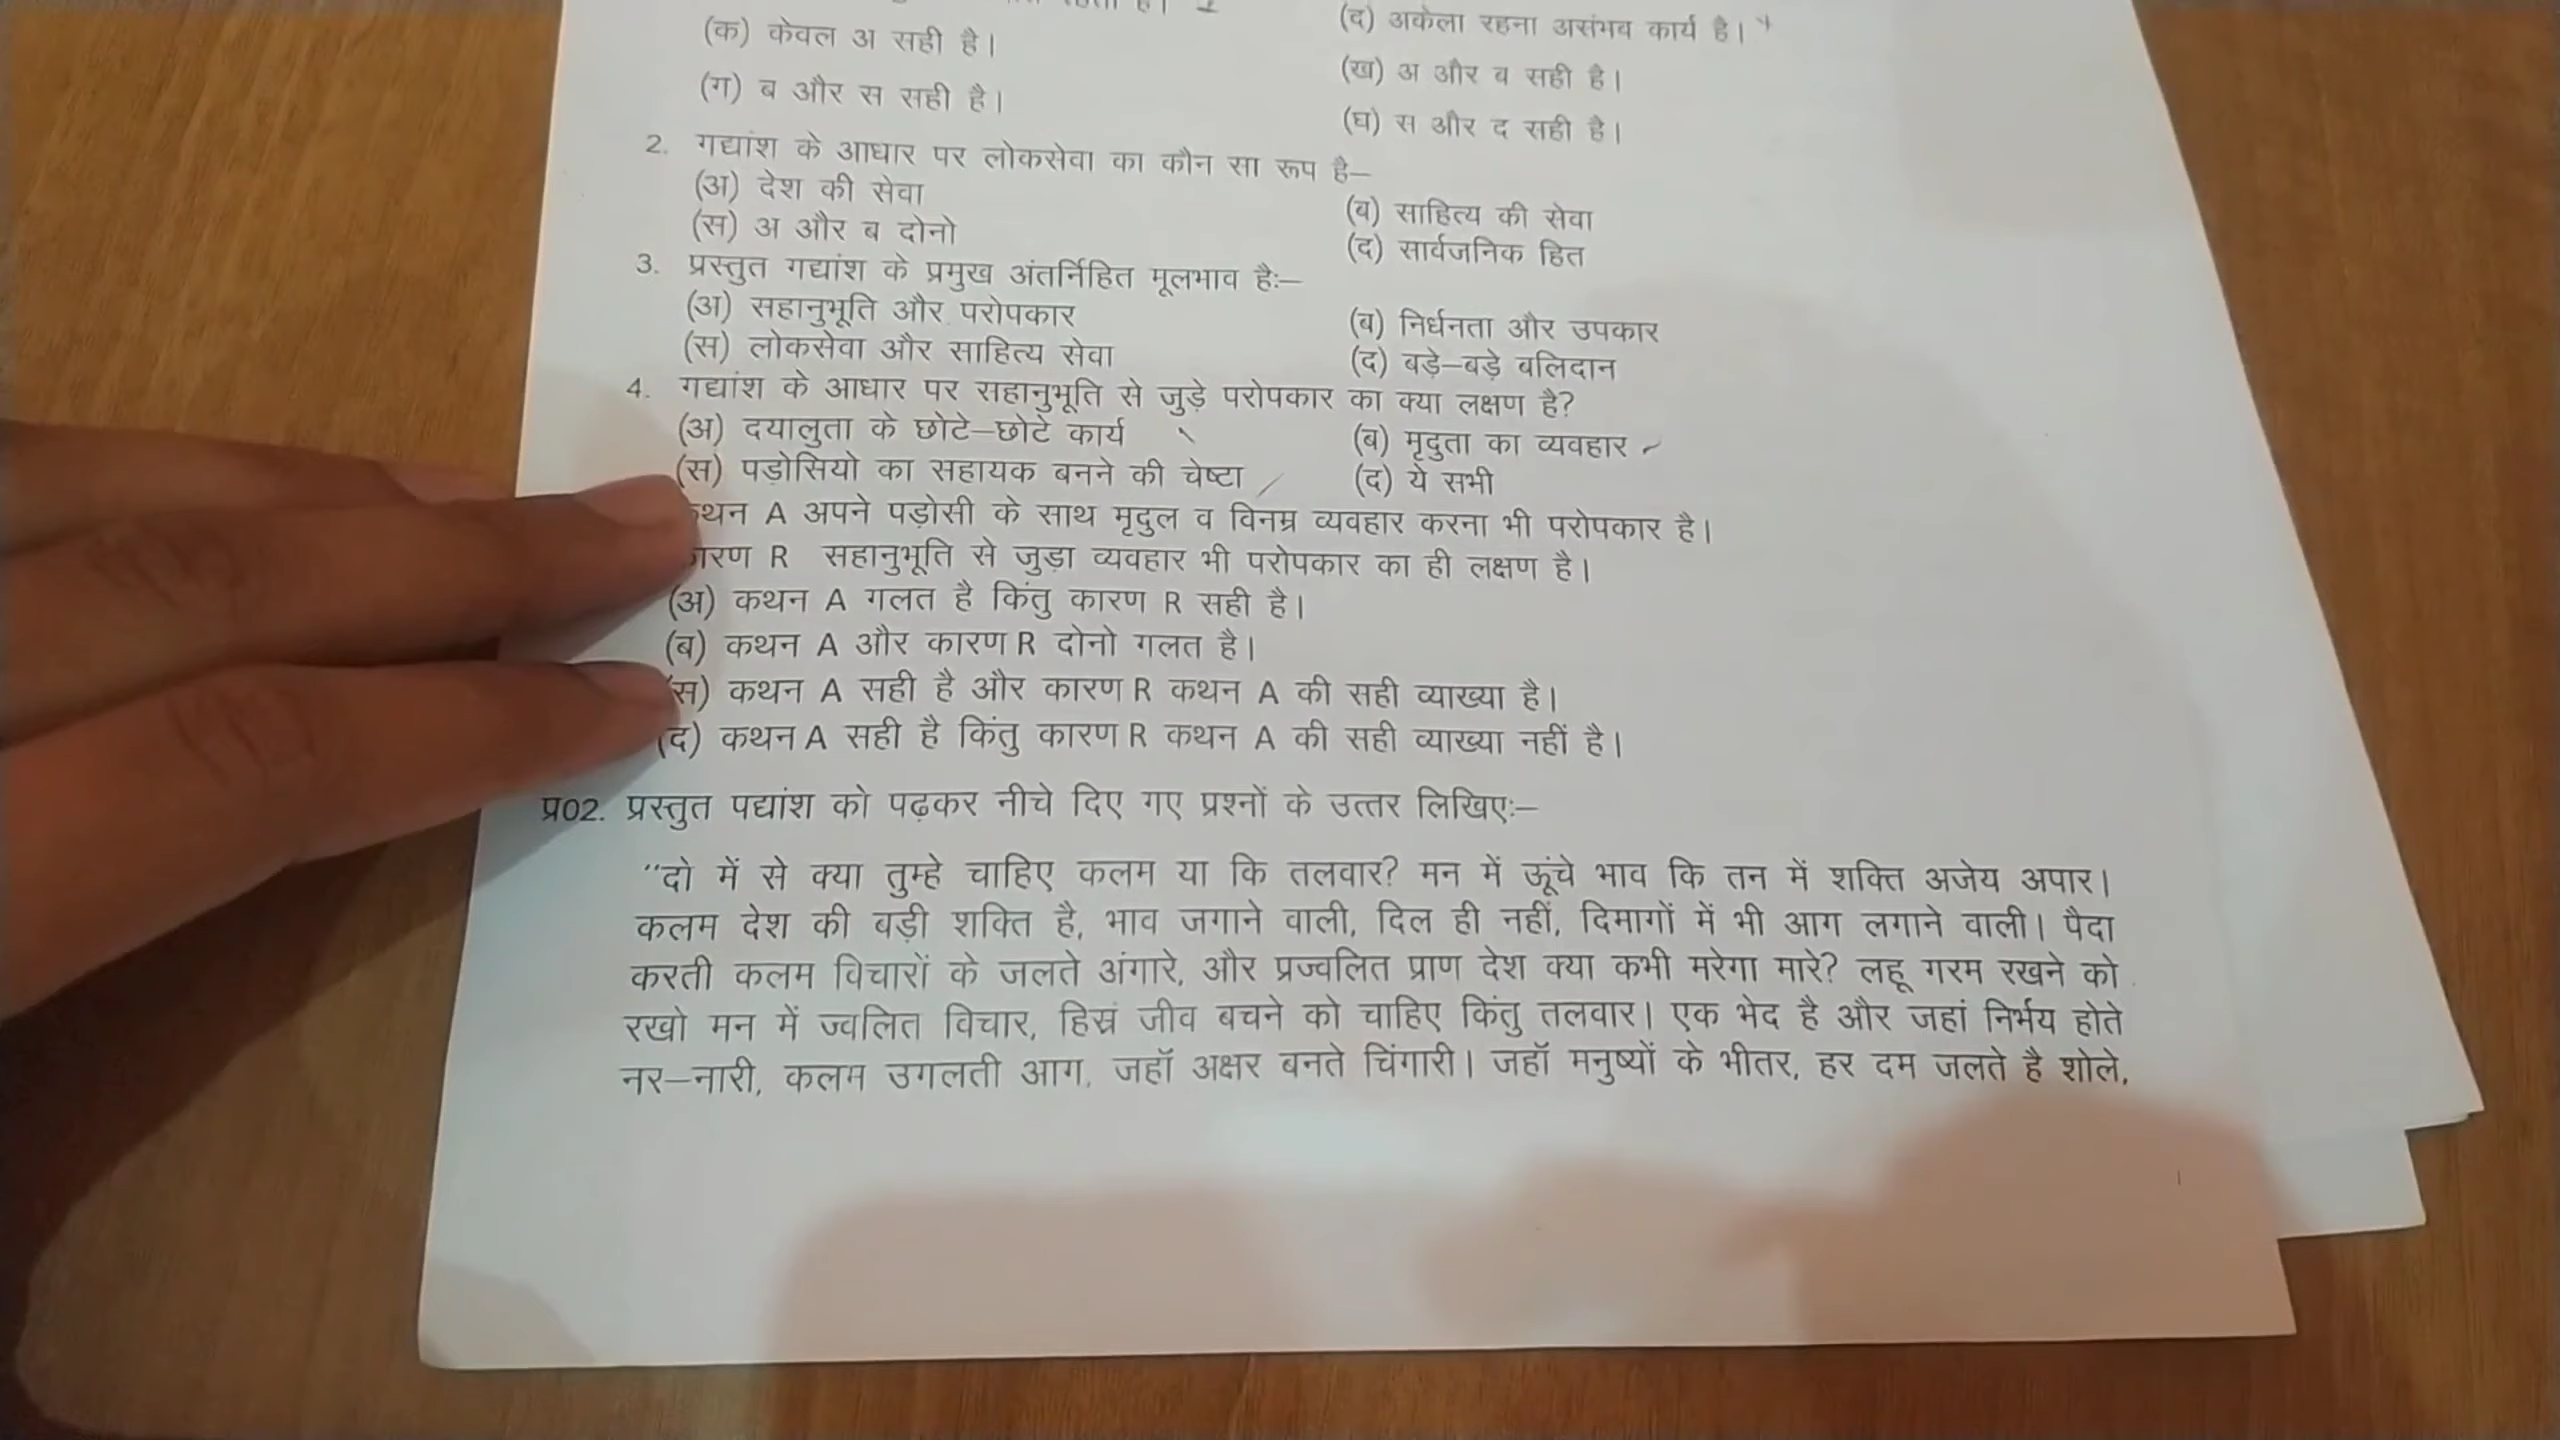 (द) अकेला रहना असंभव कार्य है।
(क) केवल अ सही है।
(ख) अ और ब सही है।
(ग) ब और स सही है।
(घ) स और द सही है।
2. गद्यांश के आधार पर लोकसेवा का कौन सा रूप है–
(अ) देश की सेवा
(ब) साहित्य की सेवा
(स) अ और ब दोनो
(द) सार्वजनिक हित
3. प्रस्तुत गद्यांश के प्रमुख अंतर्निहित मूलभाव है:–
(अ) सहानुभूति और परोपकार
(ब) निर्धनता और उपकार
(स) लोकसेवा और साहित्य सेवा
(द) बड़े–बड़े बलिदान
4. गद्यांश के आधार पर सहानुभूति से जुड़े परोपकार का क्या लक्षण है?
(अ) दयालुता के छोटे–छोटे कार्य
(ब) मृदुता का व्यवहार
(स) पड़ोसियो का सहायक बनने की चेष्टा
(द) ये सभी
कथन A अपने पड़ोसी के साथ मृदुल व विनम्र व्यवहार करना भी परोपकार है।
कारण R सहानुभूति से जुड़ा व्यवहार भी परोपकार का ही लक्षण है।
(अ) कथन A गलत है किंतु कारण R सही है।
(ब) कथन A और कारण R दोनो गलत है।
(स) कथन A सही है और कारण R कथन A की सही व्याख्या है।
(द) कथन A सही है किंतु कारण R कथन A की सही व्याख्या नहीं है।
प्र02. प्रस्तुत पद्यांश को पढ़कर नीचे दिए गए प्रश्नों के उत्तर लिखिए:–
"दो में से क्या तुम्हे चाहिए कलम या कि तलवार? मन में ऊंचे भाव कि तन में शक्ति अजेय अपार।
कलम देश की बड़ी शक्ति है, भाव जगाने वाली, दिल ही नहीं, दिमागों में भी आग लगाने वाली। पैदा
करती कलम विचारों के जलते अंगारे, और प्रज्वलित प्राण देश क्या कभी मरेगा मारे? लहू गरम रखने को
रखो मन में ज्वलित विचार, हिस्रं जीव बचने को चाहिए किंतु तलवार। एक भेद है और जहां निर्भय होते
नर–नारी, कलम उगलती आग, जहॉ अक्षर बनते चिंगारी। जहॉ मनुष्यों के भीतर, हर दम जलते है शोले,